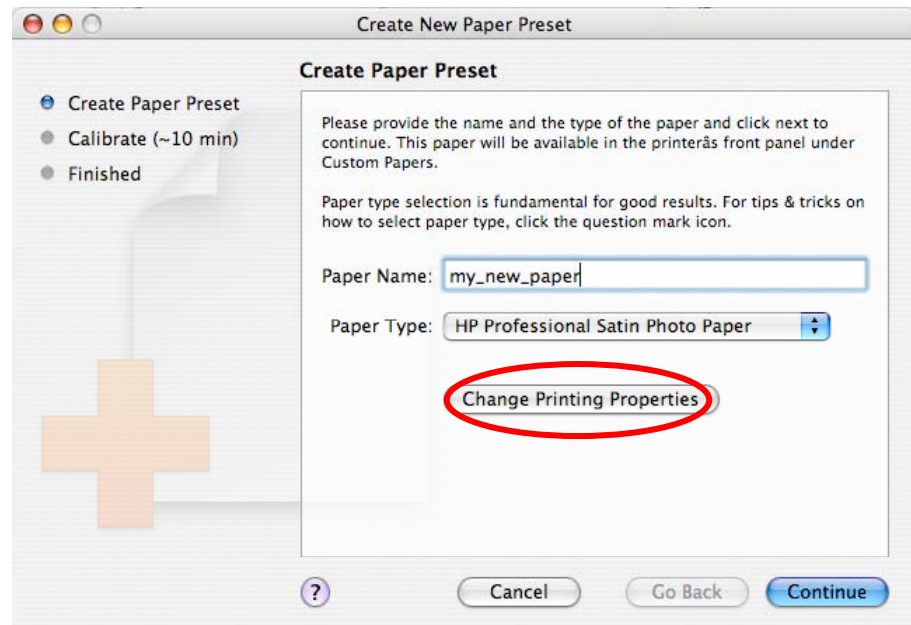 Create New Paper Preset
Create Paper Preset
Create Paper Preset
Calibrate (~10 min)
Finished
Please provide the name and the type of the paper and click next to
continue. This paper will be available in the printerâs front panel under
Custom Papers.
Paper type selection is fundamental for good results. For tips & tricks on
how to select paper type, click the question mark icon.
Paper Name: my_new_paper
Paper Type: HP Professional Satin Photo Paper
Change Printing Properties
? Cancel Go Back Continue